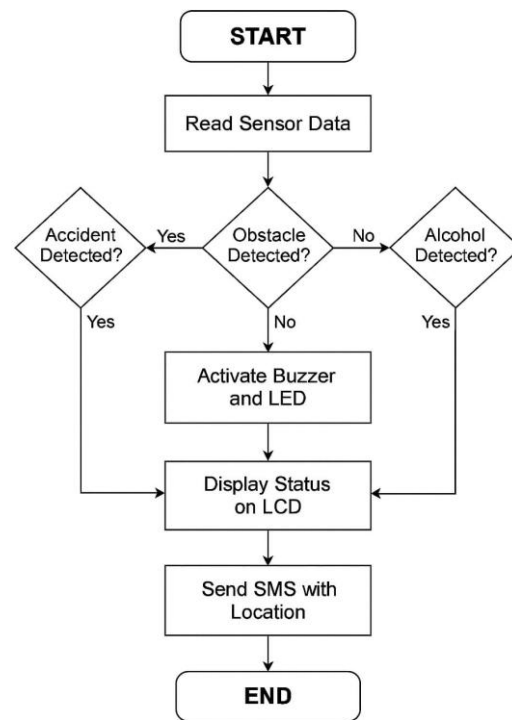 START
Read Sensor Data
Accident
Detected?
Yes
Obstacle
Detected?
No
Alcohol
Detected?
Yes
No
Yes
Activate Buzzer
and LED
Display Status
on LCD
Send SMS with
Location
END